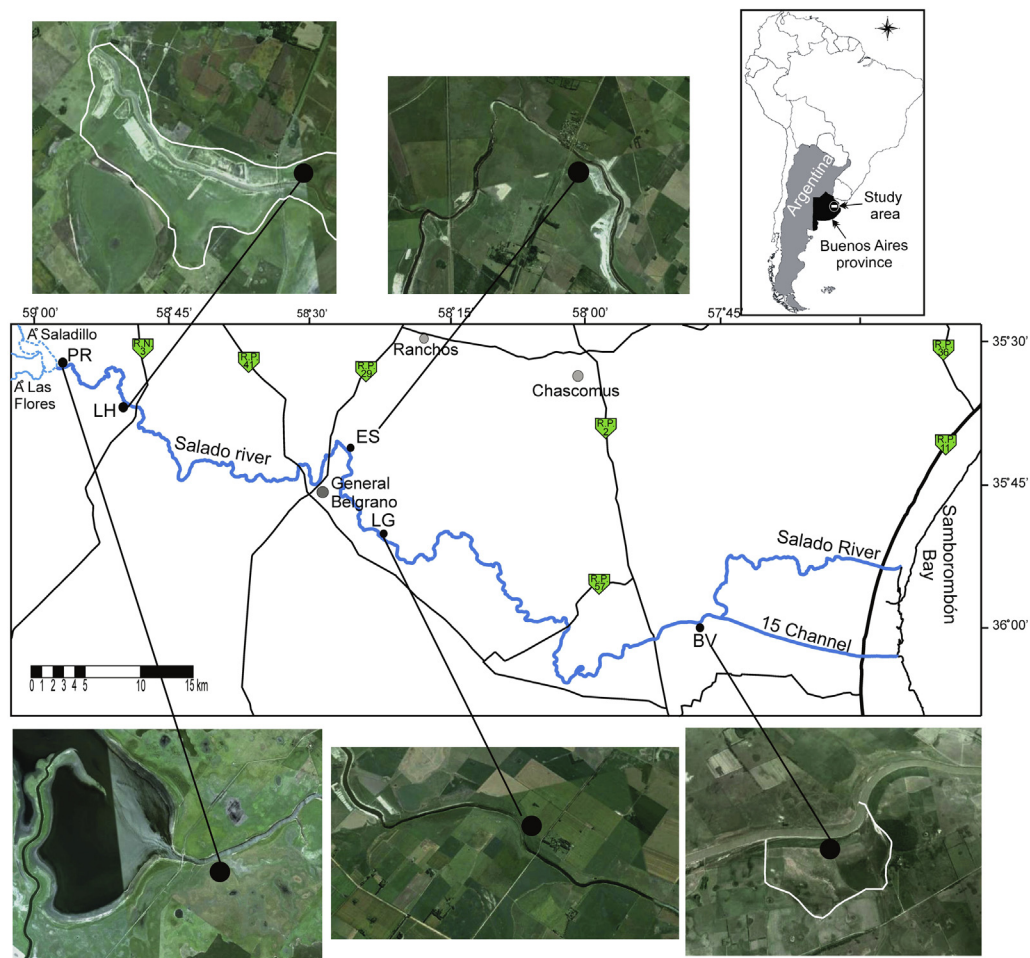 Argentinal
Study
area
Buenos Aires
province
59°00'
58°45'
58°30'
58°15'
58°00'
57°45'
35°30'
35°45'
36°00'
A° Saladillo
PR
A° Las
Flores
LH
R.N.
3
R.P.
41
R.P.
29
Ranchos
Chascomus
R.P.
2
R.P.
36
R.P.
11
Salado river
ES
General
Belgrano
LG
R.P.
57
Salado River
Samborombón
Bay
15 Channel
BV
0 1 2 3 4 5 10 15 km